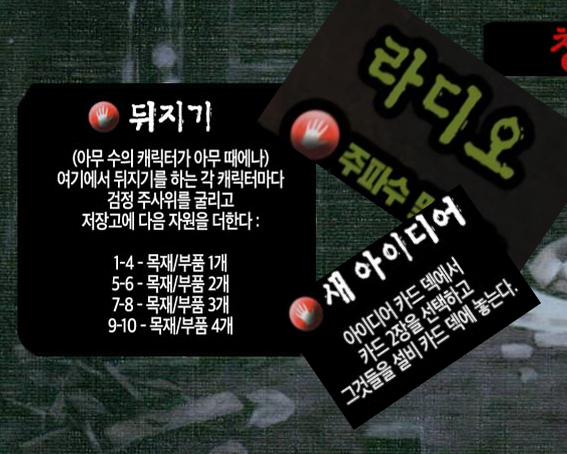 뒤지기
(아무 수의 캐릭터가 아무 때에나)
여기에서 뒤지기를 하는 각 캐릭터마다
검정 주사위를 굴리고
저장고에 다음 자원을 더한다 :
1-4 - 목재/부품 1개
5-6 - 목재/부품 2개
7-8 - 목재/부품 3개
9-10 - 목재/부품 4개
라디오
주파수
새 아이디어
아이디어 카드 덱에서
카드 2장을 선택하고
그것들을 설비 카드 덱에 놓는다.